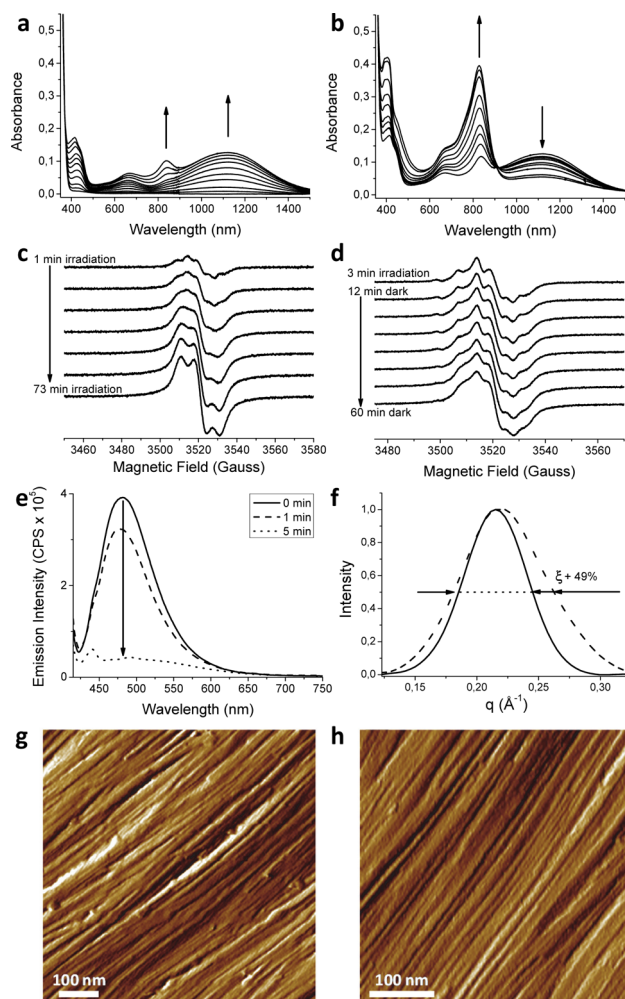 a
b
0,5
0,4
0,3
0,2
0,1
0,0
Absorbance
400 600 800 1000 1200 1400
Wavelength (nm)
0,5
0,4
0,3
0,2
0,1
0,0
Absorbance
400 600 800 1000 1200 1400
Wavelength (nm)
c
1 min irradiation
73 min irradiation
3460 3480 3500 3520 3540 3560 3580
Magnetic Field (Gauss)
d
3 min irradiation
12 min dark
60 min dark
3480 3500 3520 3540 3560
Magnetic Field (Gauss)
e
4
2
0
Emission Intensity (CPS x 10⁵)
0 min
1 min
5 min
450 500 550 600 650 700 750
Wavelength (nm)
f
1,0
0,8
0,6
0,4
0,2
0,0
Intensity
ξ + 49%
0,15 0,20 0,25 0,30
q (Å⁻¹)
g
100 nm
h
100 nm